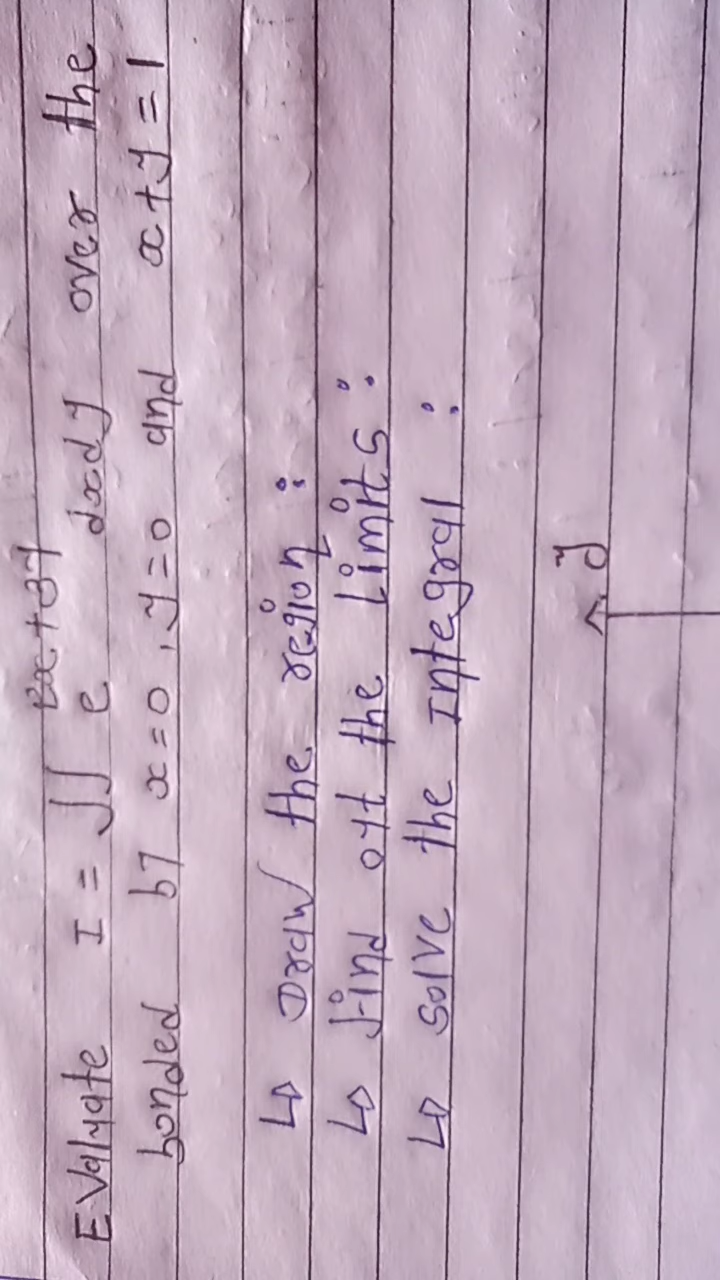 Evaluate I = ∫∫ e^2x+3y dxdy over the
bonded by x=0, y=0 and x+y=1
↳ Draw the region :
↳ find out the Limits :
↳ solve the Integral :
y